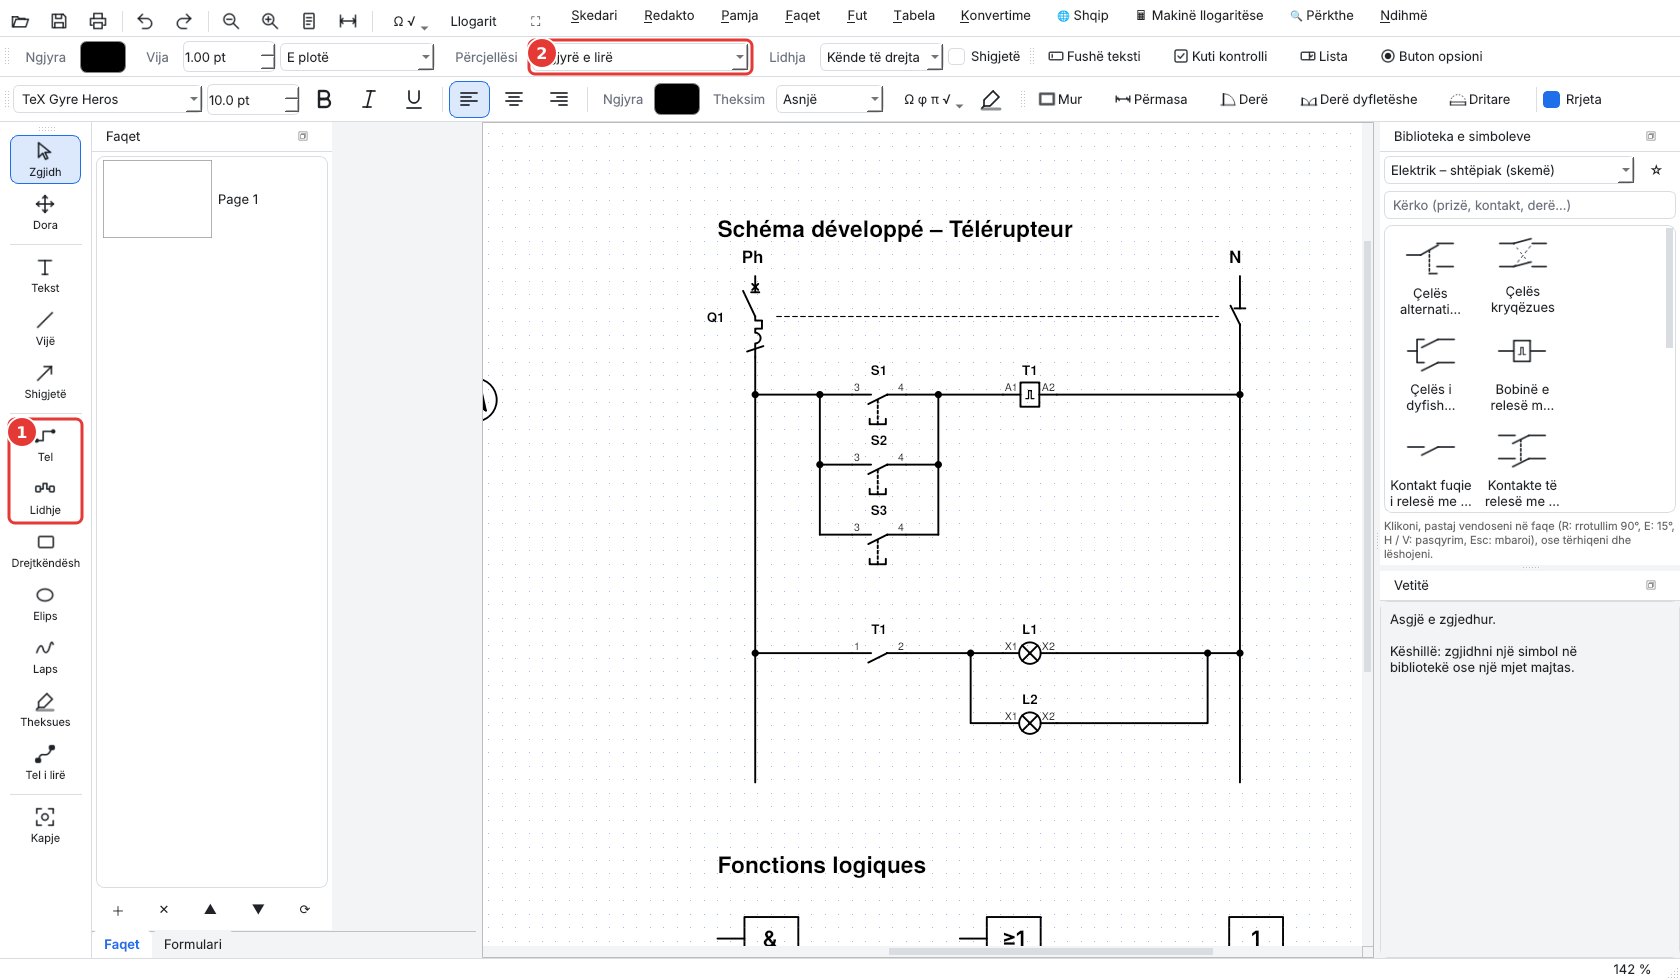 Ω √ Llogarit Skedari Redakto Pamja Faqet Fut Tabela Konvertime Shqip Makinë llogaritëse Përkthe Ndihmë
Ngjyra Vija 1.00 pt E plotë Përcjellësi 2 jyrë e lirë Lidhja Kënde të drejta Shigjetë Fushë teksti Kuti kontrolli Lista Buton opsioni
TeX Gyre Heros 10.0 pt B I U Ngjyra Theksim Asnjë Ω φ π √ Mur Përmasa Derë Derë dyfletëshe Dritare Rrjeta
Zgjidh
Dora
Tekst
Vijë
Shigjetë
1
Tel
Lidhje
Drejtkëndësh
Elips
Laps
Theksues
Tel i lirë
Kapje
Faqet
Page 1
Faqet Formulari
Schéma développé – Télérupteur
Ph N
Q1
S1 T1
3 4 A1 A2
S2
3 4
S3
3 4
T1 L1
1 2 X1 X2
L2
X1 X2
Fonctions logiques
& ≥1 1
Biblioteka e simboleve
Elektrik – shtëpiak (skemë)
Kërko (prizë, kontakt, derë...)
Çelës alternati...
Çelës kryqëzues
Çelës i dyfish...
Bobinë e relesë m...
Kontakt fuqie i relesë me ...
Kontakte të relesë me ...
Klikoni, pastaj vendoseni në faqe (R: rrotullim 90°, E: 15°,
H / V: pasqyrim, Esc: mbaroi), ose tërhiqeni dhe
lëshojeni.
Vetitë
Asgjë e zgjedhur.
Këshillë: zgjidhni një simbol në
bibliotekë ose një mjet majtas.
142 %